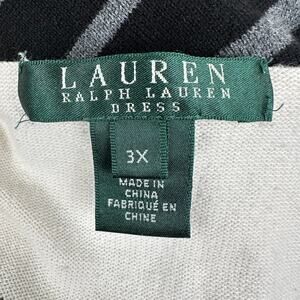 LAUREN
RALPH LAUREN
DRESS
3X
MADE IN
CHINA
FABRIQUÉ EN
CHINE